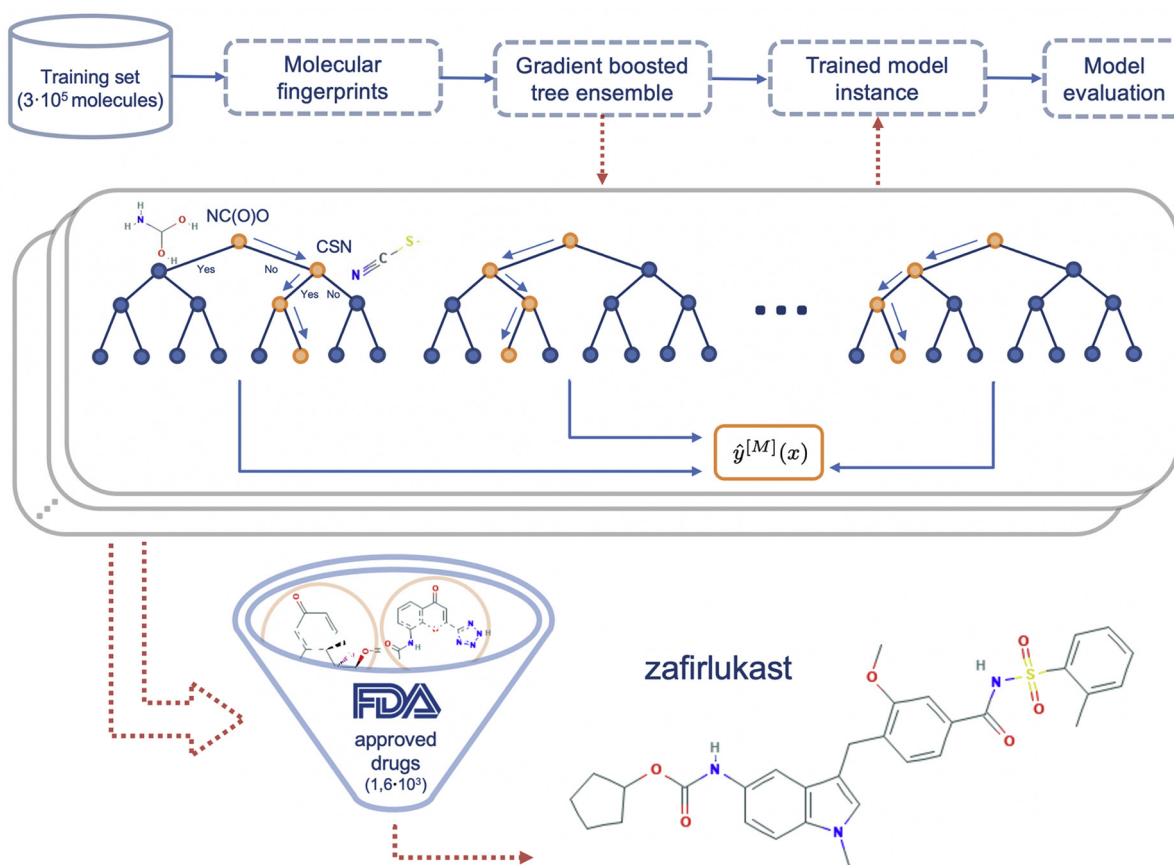 Training set
(3·10⁵ molecules)
Molecular
fingerprints
Gradient boosted
tree ensemble
Trained model
instance
Model
evaluation
H
H N O H
O
H
NC(O)O
CSN
S-
C
N
Yes
No
Yes No
ŷ^[M](x)
O
O
O
N
N
N H
N N
N H
O
FDA
approved
drugs
(1,6·10³)
zafirlukast
O
H
N
S
O
O
O
H
O
N
O
N